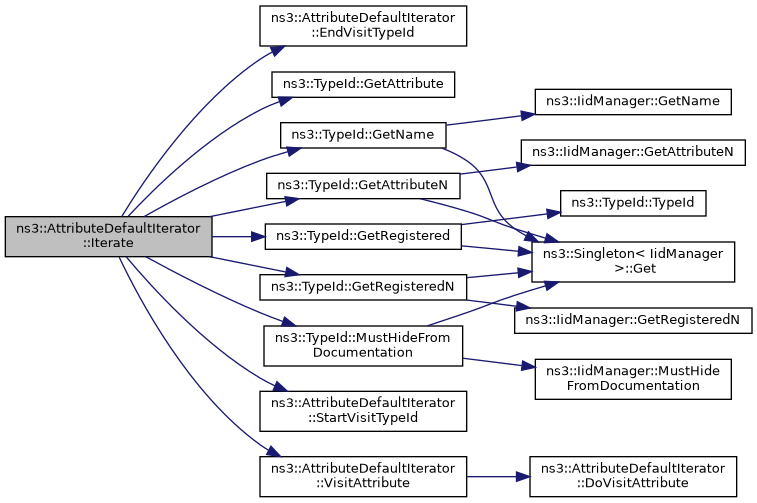 ns3::AttributeDefaultIterator
::Iterate
ns3::AttributeDefaultIterator
::EndVisitTypeId
ns3::TypeId::GetAttribute
ns3::TypeId::GetName
ns3::TypeId::GetAttributeN
ns3::TypeId::GetRegistered
ns3::TypeId::GetRegisteredN
ns3::TypeId::MustHideFrom
Documentation
ns3::AttributeDefaultIterator
::StartVisitTypeId
ns3::AttributeDefaultIterator
::VisitAttribute
ns3::IidManager::GetName
ns3::IidManager::GetAttributeN
ns3::TypeId::TypeId
ns3::Singleton< IidManager
>::Get
ns3::IidManager::GetRegisteredN
ns3::IidManager::MustHide
FromDocumentation
ns3::AttributeDefaultIterator
::DoVisitAttribute